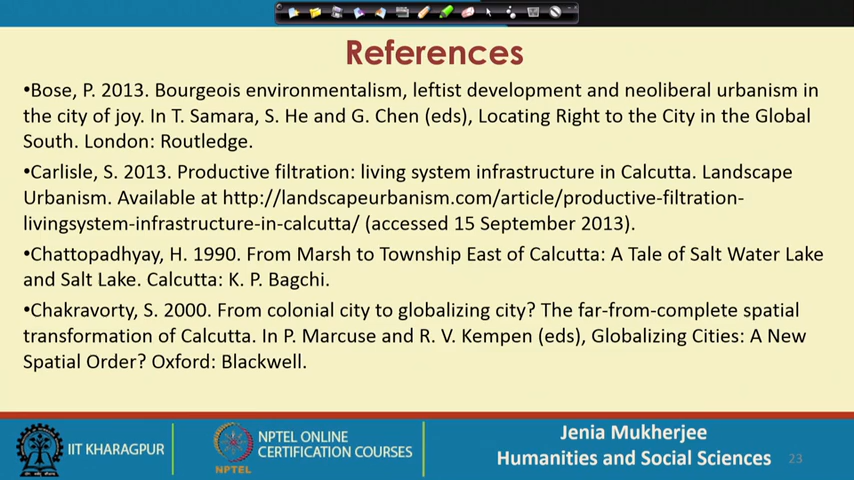 References
•Bose, P. 2013. Bourgeois environmentalism, leftist development and neoliberal urbanism in
the city of joy. In T. Samara, S. He and G. Chen (eds), Locating Right to the City in the Global
South. London: Routledge.
•Carlisle, S. 2013. Productive filtration: living system infrastructure in Calcutta. Landscape
Urbanism. Available at http://landscapeurbanism.com/article/productive-filtration-
livingsystem-infrastructure-in-calcutta/ (accessed 15 September 2013).
•Chattopadhyay, H. 1990. From Marsh to Township East of Calcutta: A Tale of Salt Water Lake
and Salt Lake. Calcutta: K. P. Bagchi.
•Chakravorty, S. 2000. From colonial city to globalizing city? The far-from-complete spatial
transformation of Calcutta. In P. Marcuse and R. V. Kempen (eds), Globalizing Cities: A New
Spatial Order? Oxford: Blackwell.
IIT KHARAGPUR
NPTEL
NPTEL ONLINE
CERTIFICATION COURSES
Jenia Mukherjee
Humanities and Social Sciences
23